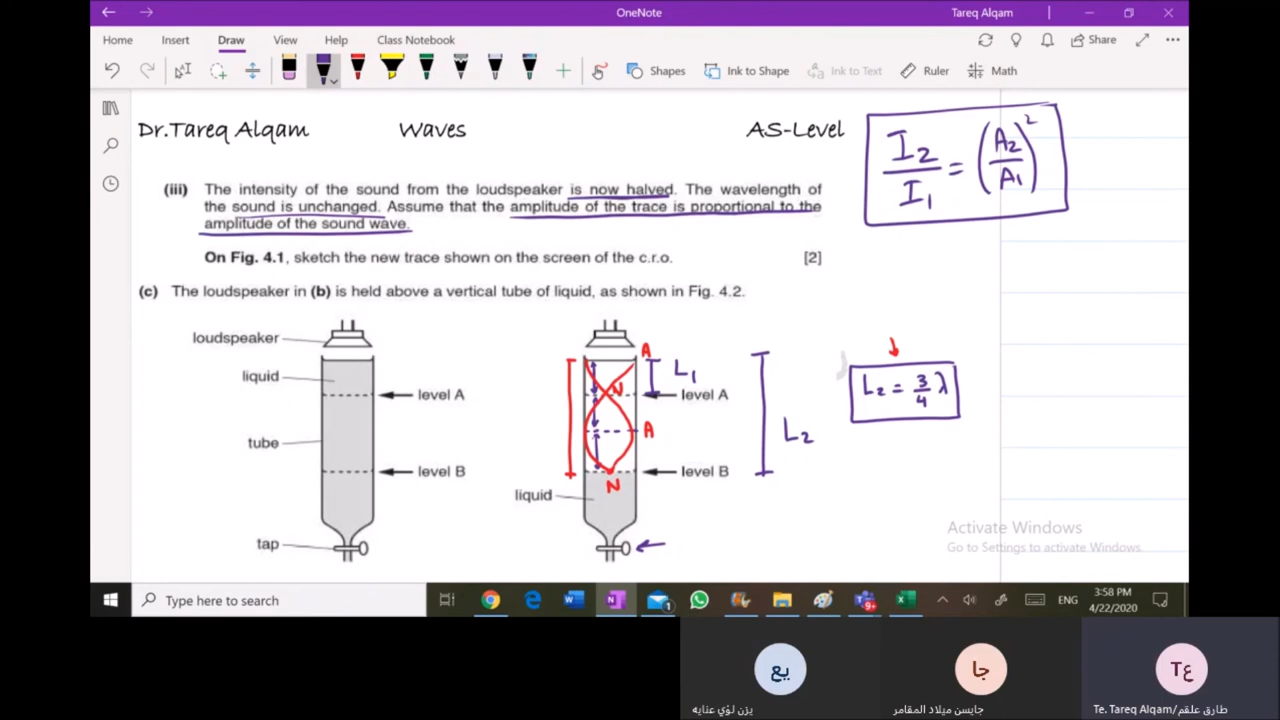 OneNote
Tareq Alqam
Home Insert Draw View Help Class Notebook
Share
Shapes Ink to Shape Ink to Text Ruler Math
Dr.Tareq Alqam Waves AS-Level
I2/I1 = (A2/A1)²
(iii) The intensity of the sound from the loudspeaker is now halved. The wavelength of
the sound is unchanged. Assume that the amplitude of the trace is proportional to the
amplitude of the sound wave.
On Fig. 4.1, sketch the new trace shown on the screen of the c.r.o. [2]
(c) The loudspeaker in (b) is held above a vertical tube of liquid, as shown in Fig. 4.2.
loudspeaker
liquid
level A
tube
level B
tap
A
L1
N
level A
A
L2
level B
N
liquid
L2 = 3/4 λ
Activate Windows
Go to Settings to activate Windows.
Type here to search
1
9+
ENG
3:58 PM
4/22/2020
يع
جا
طع
يزن لؤي عنايه
جايسن ميلاد المقامر
Te. Tareq Alqam/طارق علقم